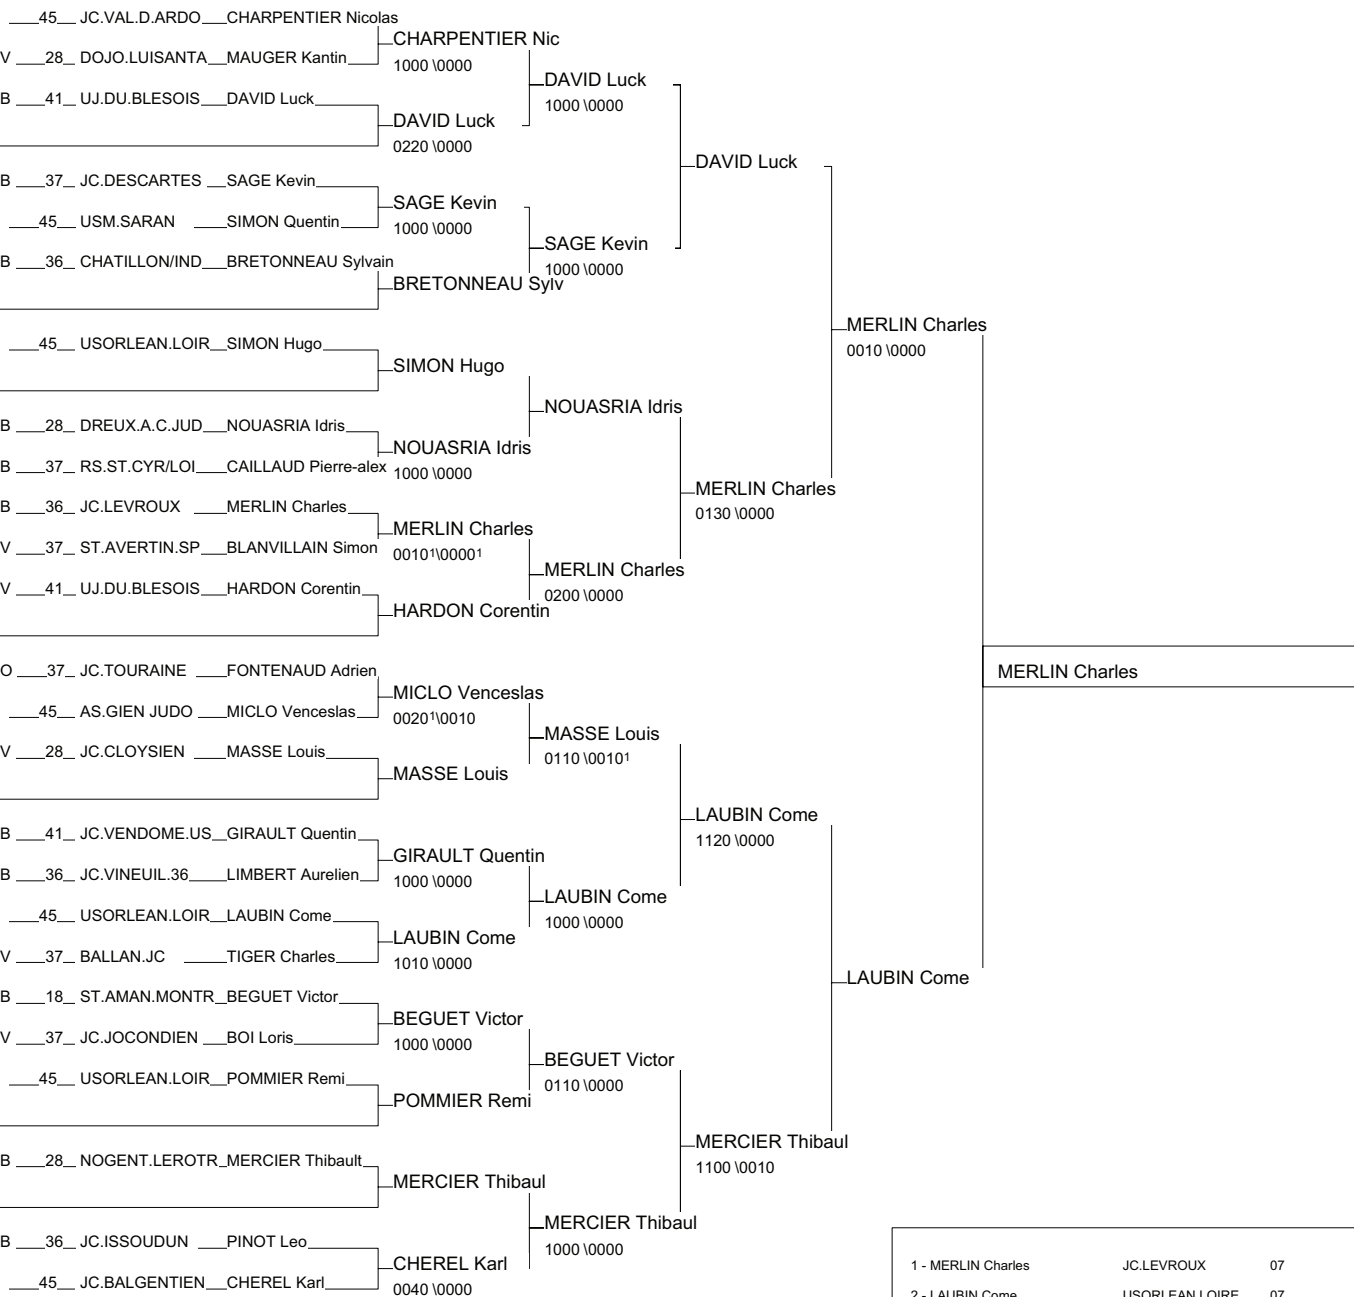 45 JC.VAL.D.ARDO CHARPENTIER Nicolas
CHARPENTIER Nic
V 28 DOJO.LUISANTA MAUGER Kantin
1000 \0000
DAVID Luck
1000 \0000
B 41 UJ.DU.BLESOIS DAVID Luck
DAVID Luck
0220 \0000
DAVID Luck
B 37 JC.DESCARTES SAGE Kevin
SAGE Kevin
1000 \0000
45 USM.SARAN SIMON Quentin
SAGE Kevin
1000 \0000
B 36 CHATILLON/IND BRETONNEAU Sylvain
BRETONNEAU Sylv
MERLIN Charles
0010 \0000
45 USORLEAN.LOIR SIMON Hugo
SIMON Hugo
NOUASRIA Idris
B 28 DREUX.A.C.JUD NOUASRIA Idris
NOUASRIA Idris
1000 \0000
B 37 RS.ST.CYR/LOI CAILLAUD Pierre-alex
MERLIN Charles
0130 \0000
B 36 JC.LEVROUX MERLIN Charles
MERLIN Charles
0010¹\0000¹
V 37 ST.AVERTIN.SP BLANVILLAIN Simon
MERLIN Charles
0200 \0000
V 41 UJ.DU.BLESOIS HARDON Corentin
HARDON Corentin
MERLIN Charles
O 37 JC.TOURAINE FONTENAUD Adrien
MICLO Venceslas
0020¹\0010
45 AS.GIEN JUDO MICLO Venceslas
MASSE Louis
0110 \0010¹
V 28 JC.CLOYSIEN MASSE Louis
MASSE Louis
LAUBIN Come
1120 \0000
B 41 JC.VENDOME.US GIRAULT Quentin
GIRAULT Quentin
1000 \0000
B 36 JC.VINEUIL.36 LIMBERT Aurelien
LAUBIN Come
1000 \0000
45 USORLEAN.LOIR LAUBIN Come
LAUBIN Come
1010 \0000
V 37 BALLAN.JC TIGER Charles
LAUBIN Come
B 18 ST.AMAN.MONTR BEGUET Victor
BEGUET Victor
1000 \0000
V 37 JC.JOCONDIEN BOI Loris
BEGUET Victor
0110 \0000
45 USORLEAN.LOIR POMMIER Remi
POMMIER Remi
MERCIER Thibaul
1100 \0010
B 28 NOGENT.LEROTR MERCIER Thibault
MERCIER Thibaul
MERCIER Thibaul
1000 \0000
B 36 JC.ISSOUDUN PINOT Leo
CHEREL Karl
0040 \0000
45 JC.BALGENTIEN CHEREL Karl
1 - MERLIN Charles JC.LEVROUX 07
2 - LAUBIN Come USORLEAN.LOIRE 07